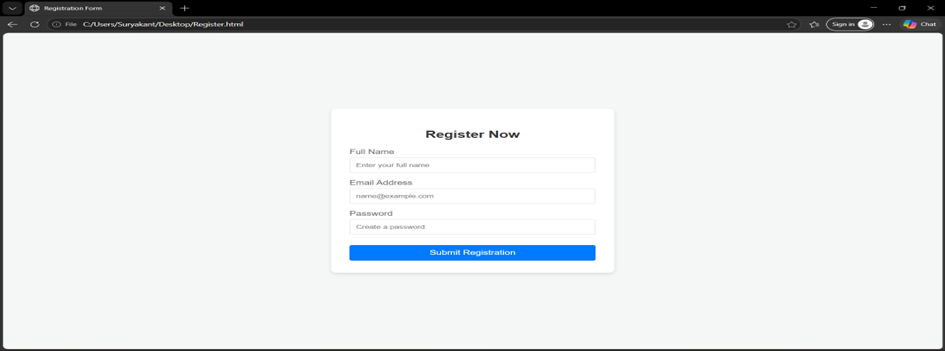 Registration Form
File C:/Users/Suryakant/Desktop/Register.html Sign in Chat
Register Now
Full Name
Enter your full name
Email Address
name@example.com
Password
Create a password
Submit Registration